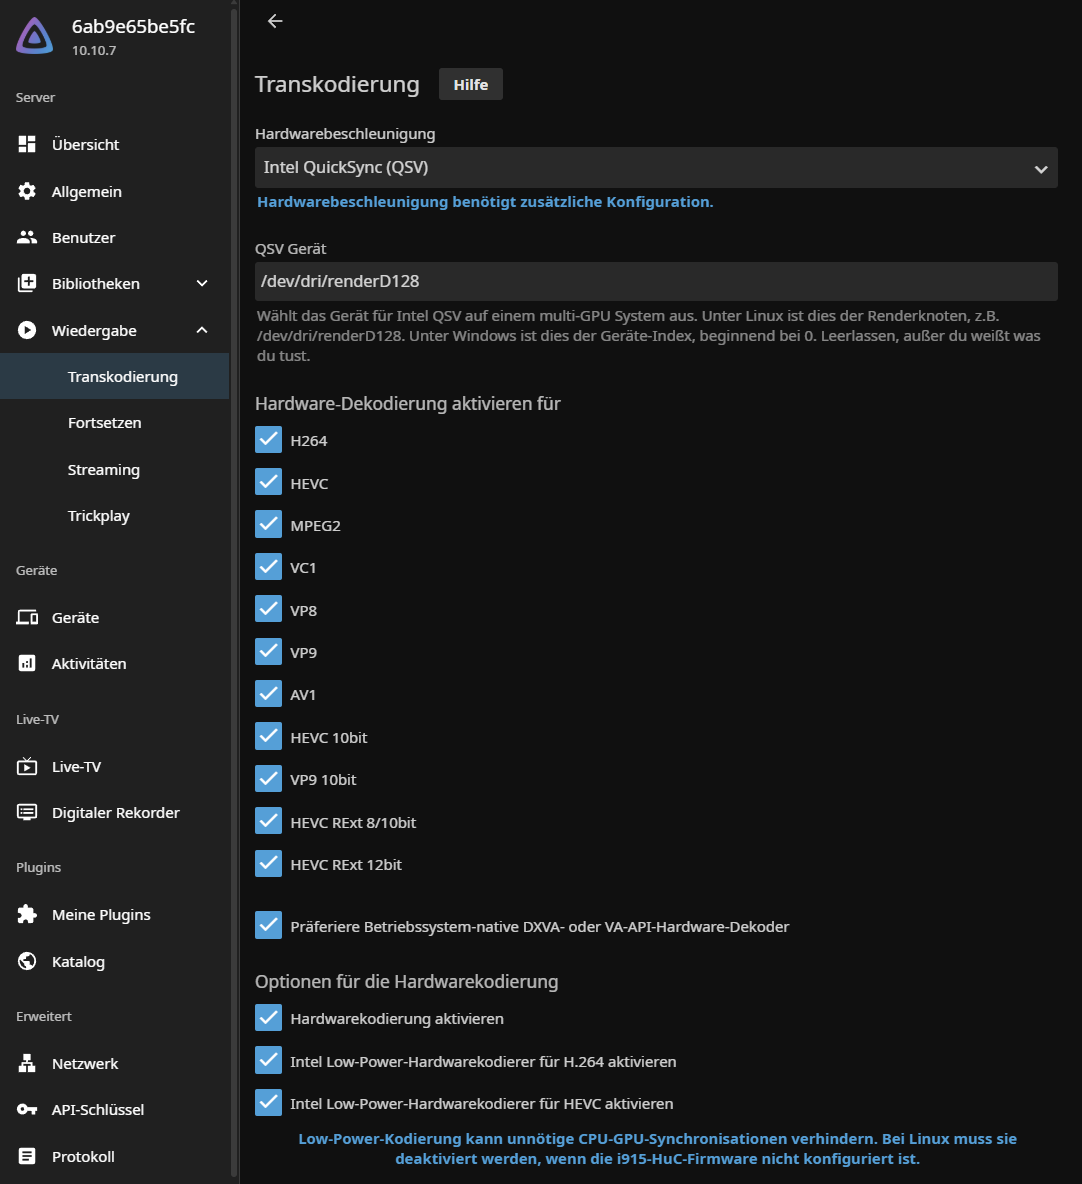 6ab9e65be5fc
10.10.7
Server
Übersicht
Allgemein
Benutzer
Bibliotheken
Wiedergabe
Transkodierung
Fortsetzen
Streaming
Trickplay
Geräte
Geräte
Aktivitäten
Live-TV
Live-TV
Digitaler Rekorder
Plugins
Meine Plugins
Katalog
Erweitert
Netzwerk
API-Schlüssel
Protokoll
Transkodierung
Hilfe
Hardwarebeschleunigung
Intel QuickSync (QSV)
Hardwarebeschleunigung benötigt zusätzliche Konfiguration.
QSV Gerät
/dev/dri/renderD128
Wählt das Gerät für Intel QSV auf einem multi-GPU System aus. Unter Linux ist dies der Renderknoten, z.B.
/dev/dri/renderD128. Unter Windows ist dies der Geräte-Index, beginnend bei 0. Leerlassen, außer du weißt was
du tust.
Hardware-Dekodierung aktivieren für
H264
HEVC
MPEG2
VC1
VP8
VP9
AV1
HEVC 10bit
VP9 10bit
HEVC RExt 8/10bit
HEVC RExt 12bit
Präferiere Betriebssystem-native DXVA- oder VA-API-Hardware-Dekoder
Optionen für die Hardwarekodierung
Hardwarekodierung aktivieren
Intel Low-Power-Hardwarekodierer für H.264 aktivieren
Intel Low-Power-Hardwarekodierer für HEVC aktivieren
Low-Power-Kodierung kann unnötige CPU-GPU-Synchronisationen verhindern. Bei Linux muss sie
deaktiviert werden, wenn die i915-HuC-Firmware nicht konfiguriert ist.